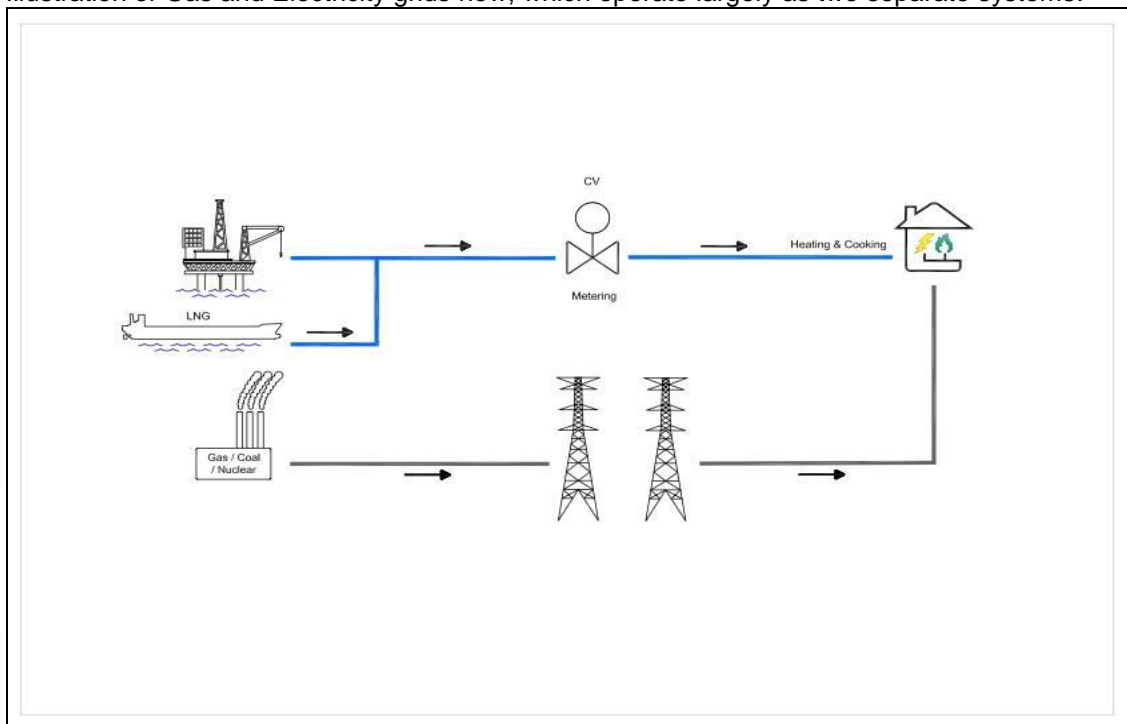 Illustration of Gas and Electricity grids now, which operate largely as two separate systems.
CV
Heating & Cooking
Metering
LNG
Gas / Coal
/ Nuclear